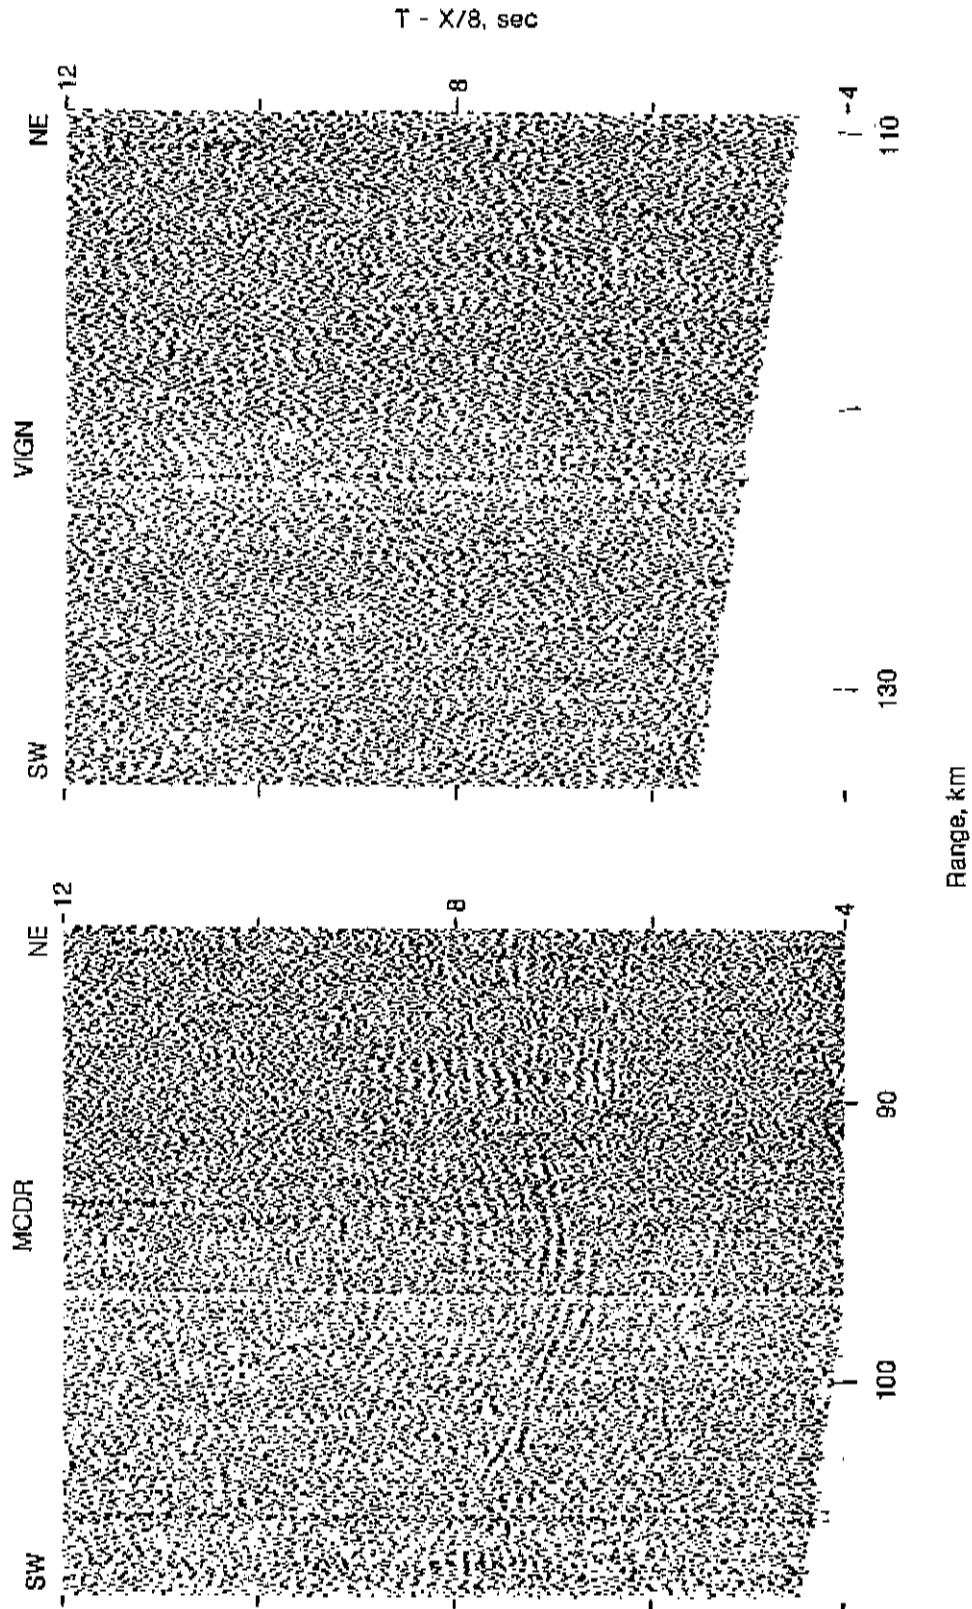 SW
MCDR
NE
SW
VIGN
NE
12
8
4
12
8
4
T - X/8, sec
100
90
130
110
Range, km